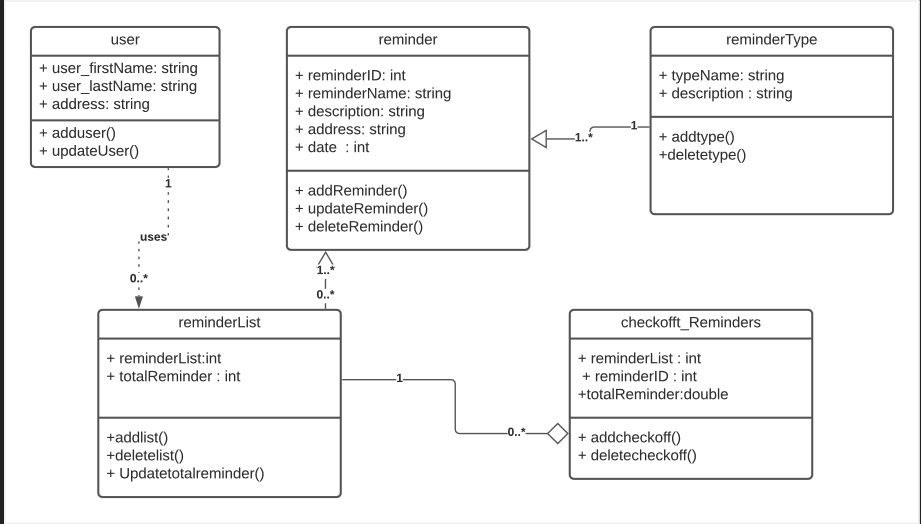 user
+ user_firstName: string
+ user_lastName: string
+ address: string
+ adduser()
+ updateUser()
reminder
+ reminderID: int
+ reminderName: string
+ description: string
+ address: string
+ date : int
+ addReminder()
+ updateReminder()
+ deleteReminder()
reminderType
+ typeName: string
+ description : string
+ addtype()
+deletetype()
1..*
1
1
uses
0..*
1..*
0..*
reminderList
+ reminderList:int
+ totalReminder : int
+addlist()
+deletelist()
+ Updatetotalreminder()
1
0..*
checkofft_Reminders
+ reminderList : int
+ reminderID : int
+totalReminder:double
+ addcheckoff()
+ deletecheckoff()